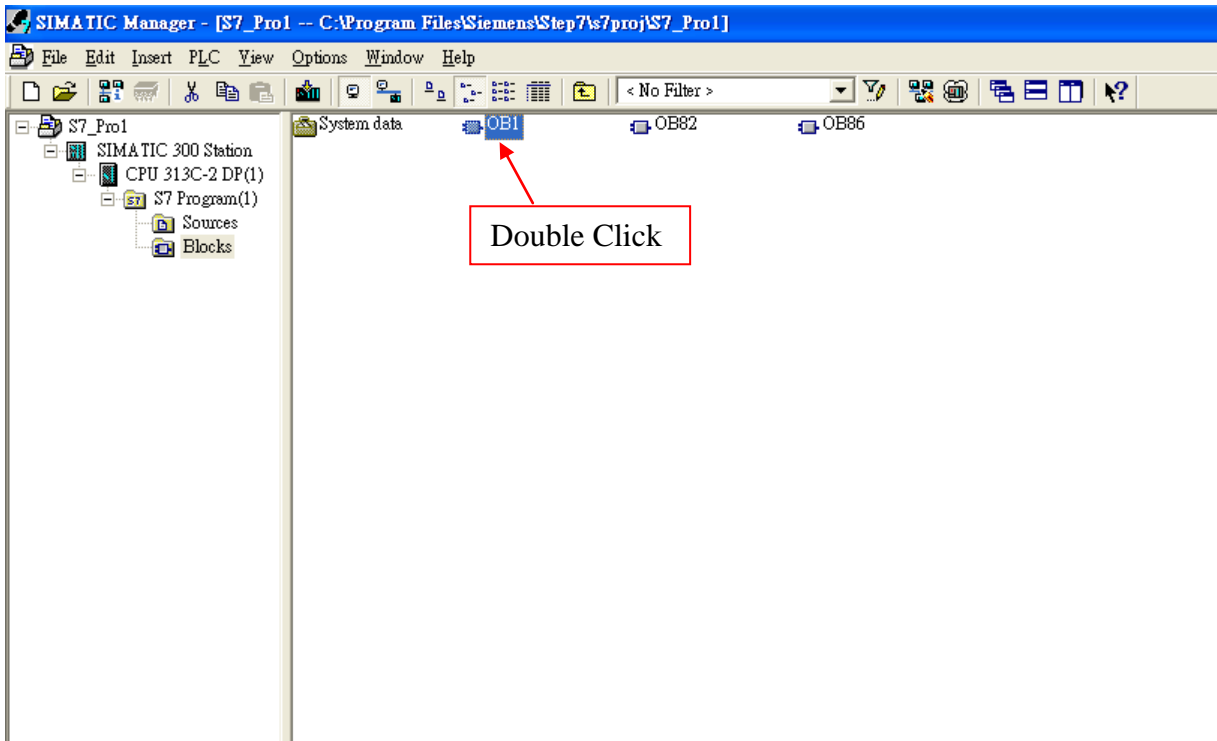 SIMATIC Manager - [S7_Pro1 -- C:\Program Files\Siemens\Step7\s7proj\S7_Pro1]
File Edit Insert PLC View Options Window Help
< No Filter >
S7_Pro1
SIMATIC 300 Station
CPU 313C-2 DP(1)
S7 Program(1)
Sources
Blocks
System data OB1 OB82 OB86
Double Click